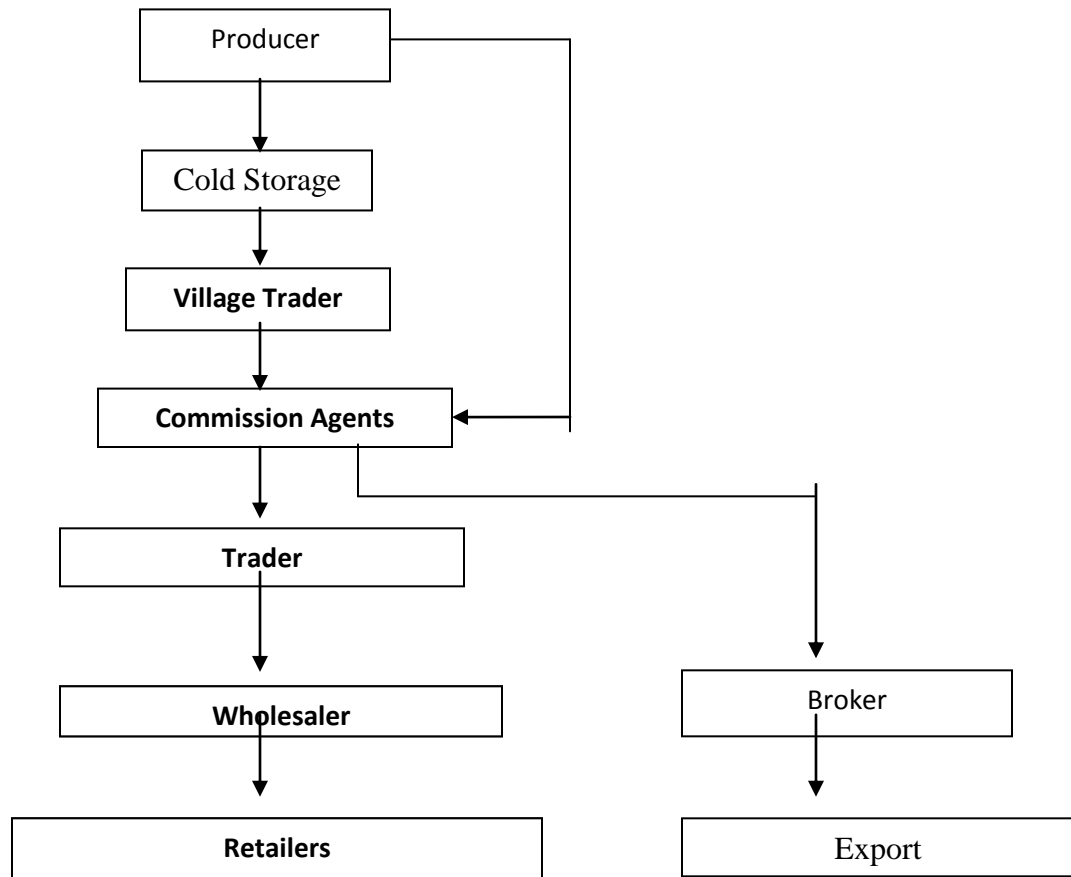 Producer
Cold Storage
Village Trader
Commission Agents
Trader
Wholesaler
Broker
Retailers
Export